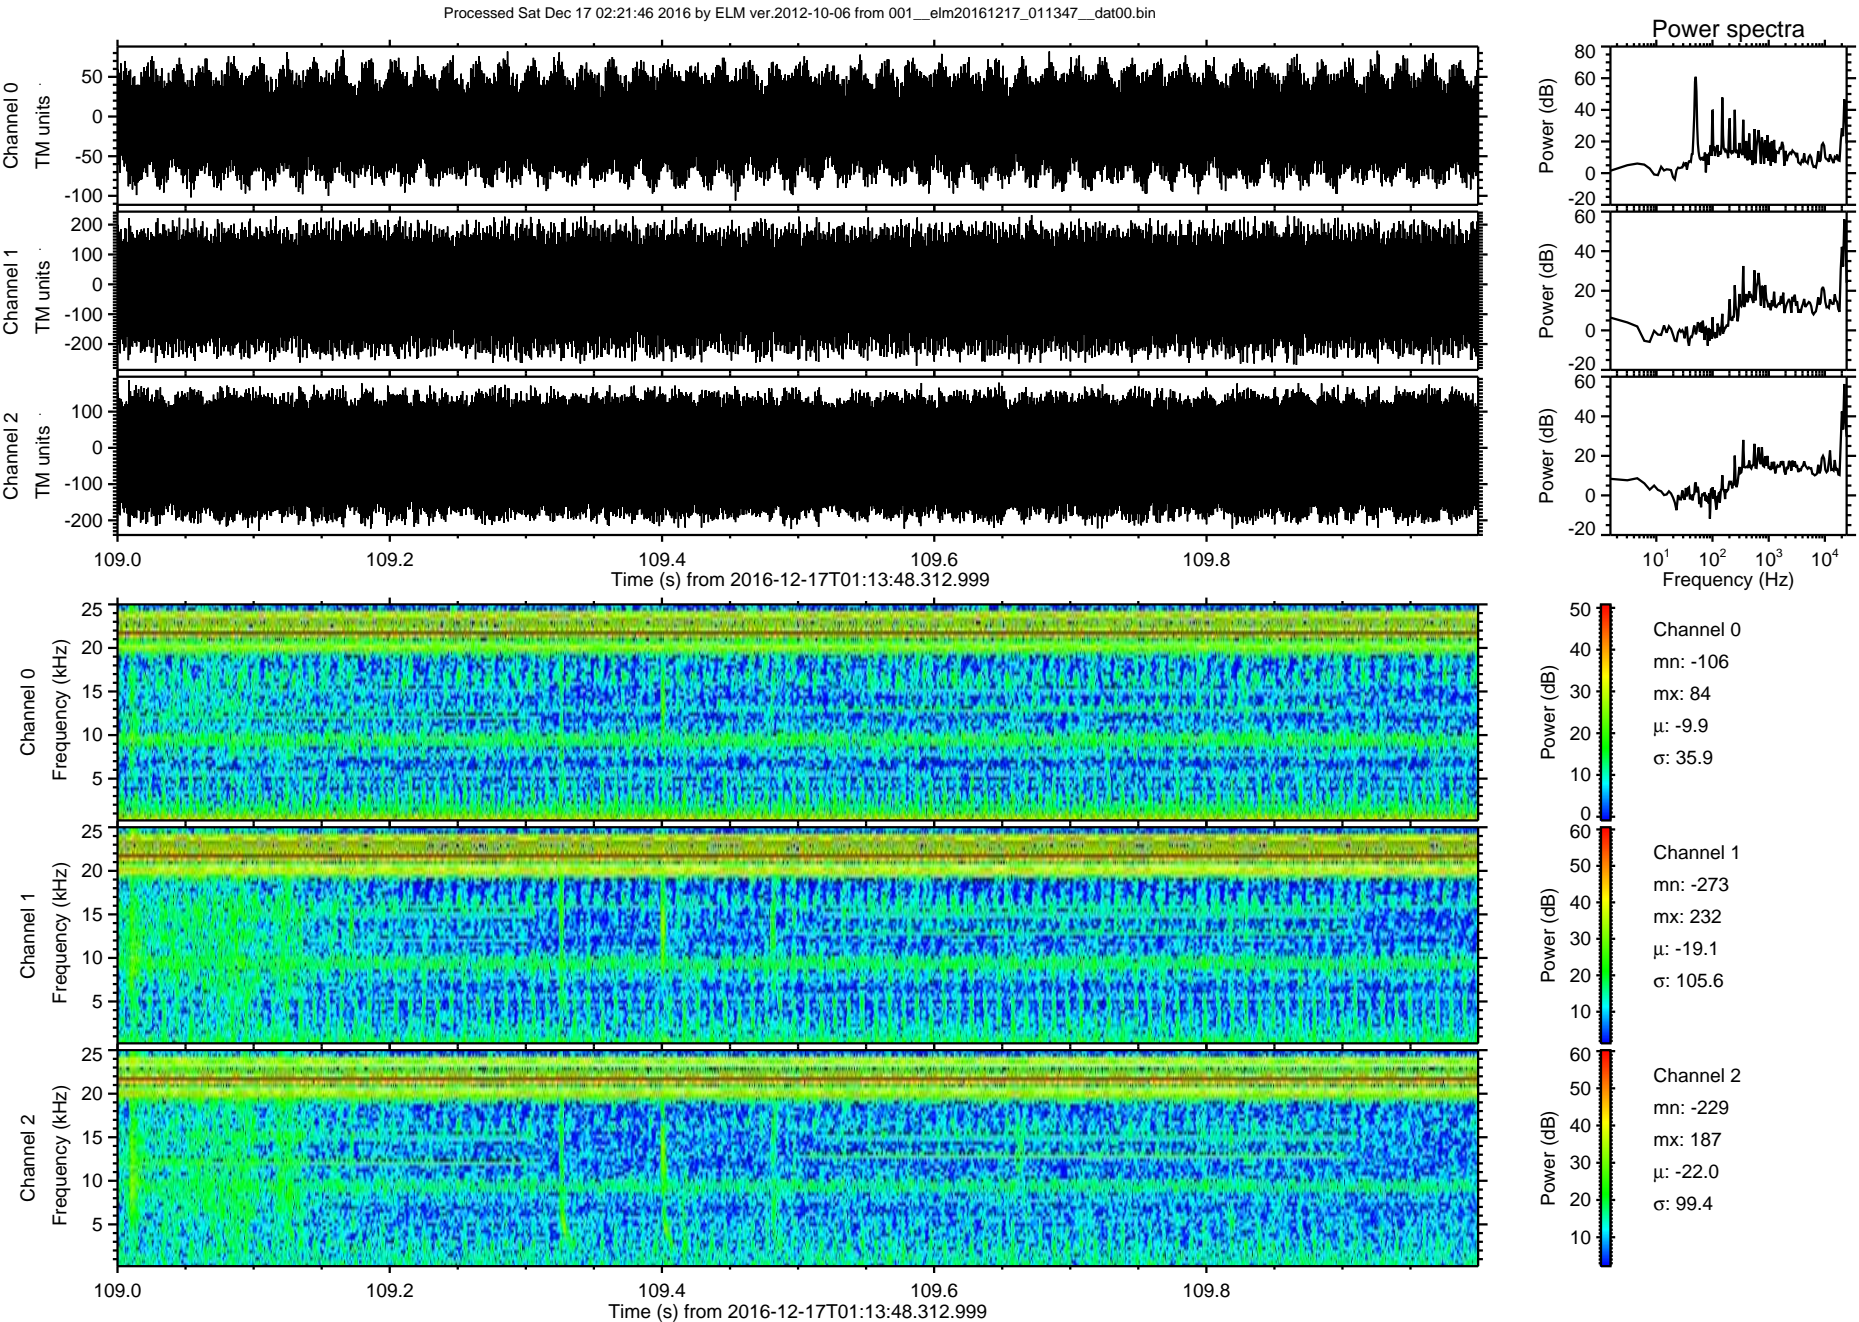 Processed Sat Dec 17 02:21:46 2016 by ELM ver.2012-10-06 from 001__elm20161217_011347__dat00.bin
Power spectra
Channel 0
TM units
50
0
-50
-100
Power (dB)
80
60
40
20
0
-20
Channel 1
TM units
200
100
0
-100
-200
Power (dB)
60
40
20
0
-20
Channel 2
TM units
100
0
-100
-200
Power (dB)
60
40
20
0
-20
109.0 109.2 109.4 109.6 109.8
Time (s) from 2016-12-17T01:13:48.312.999
10¹ 10² 10³ 10⁴
Frequency (Hz)
Channel 0
Frequency (kHz)
25
20
15
10
5
Power (dB)
50
40
30
20
10
0
Channel 0
mn: -106
mx: 84
μ: -9.9
σ: 35.9
Channel 1
Frequency (kHz)
25
20
15
10
5
Power (dB)
60
50
40
30
20
10
Channel 1
mn: -273
mx: 232
μ: -19.1
σ: 105.6
Channel 2
Frequency (kHz)
25
20
15
10
5
Power (dB)
60
50
40
30
20
10
Channel 2
mn: -229
mx: 187
μ: -22.0
σ: 99.4
109.0 109.2 109.4 109.6 109.8
Time (s) from 2016-12-17T01:13:48.312.999